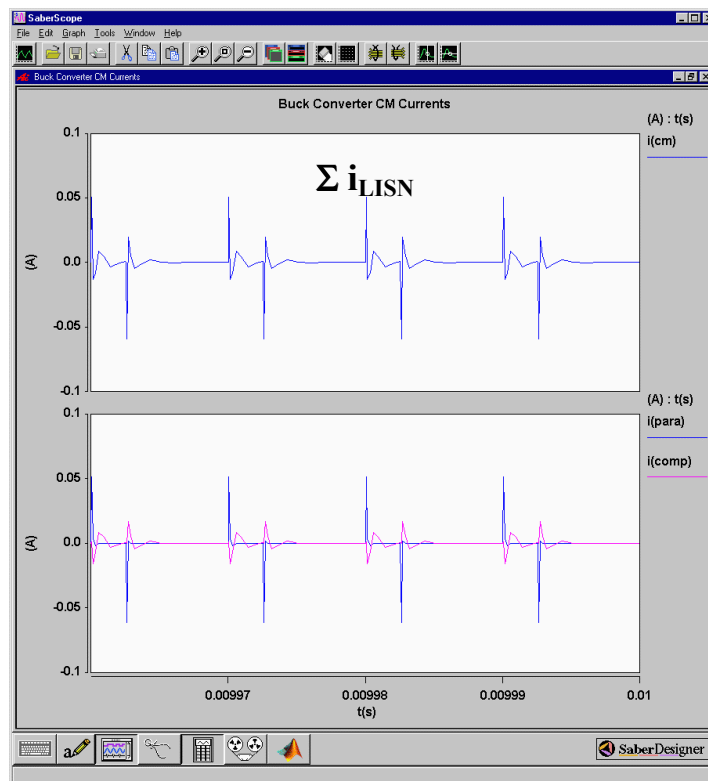 SaberScope
File Edit Graph Tools Window Help
Buck Converter CM Currents
Buck Converter CM Currents
(A) : t(s)
i(cm)
0.1
Σ iLISN
0.05
(A)
0.0
-0.05
-0.1
(A) : t(s)
i(para)
i(comp)
0.1
0.05
(A)
0.0
-0.05
-0.1
0.00997 0.00998 0.00999 0.01
t(s)
a
SaberDesigner